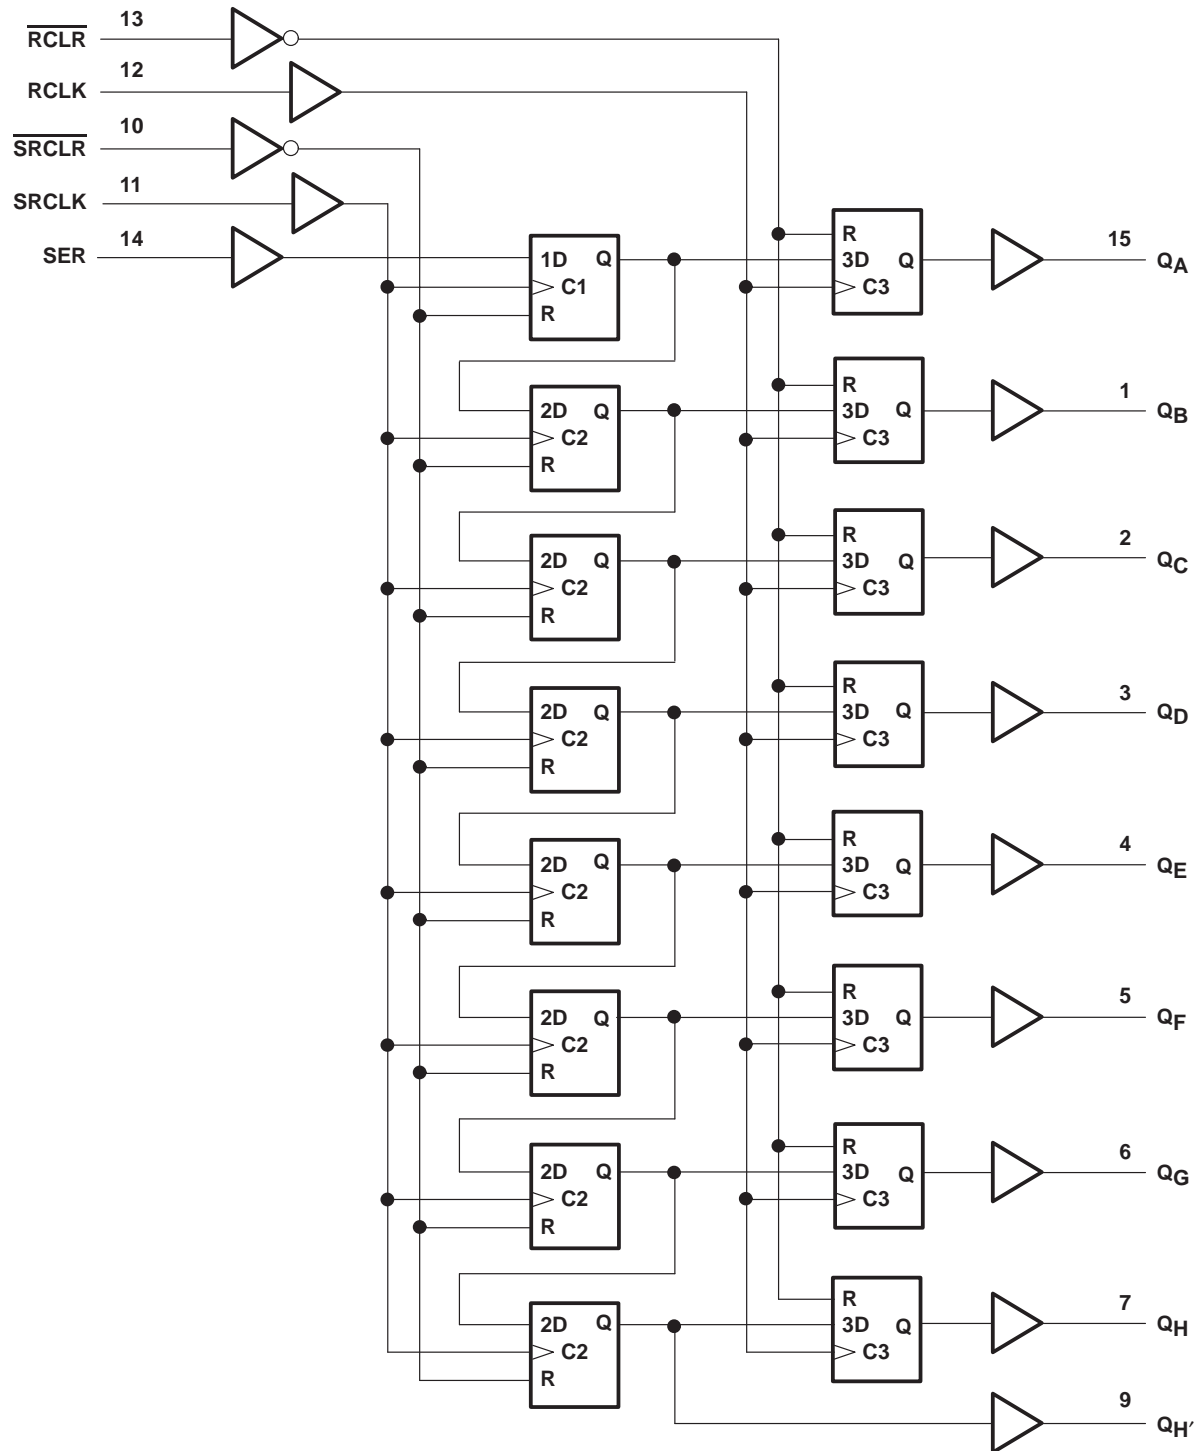 13
RCLR
12
RCLK
10
SRCLR
11
SRCLK
14
SER
1D Q
C1
R
R
3D Q
C3
15
QA
2D Q
C2
R
R
3D Q
C3
1
QB
2D Q
C2
R
R
3D Q
C3
2
QC
2D Q
C2
R
R
3D Q
C3
3
QD
2D Q
C2
R
R
3D Q
C3
4
QE
2D Q
C2
R
R
3D Q
C3
5
QF
2D Q
C2
R
R
3D Q
C3
6
QG
2D Q
C2
R
R
3D Q
C3
7
QH
9
QH′